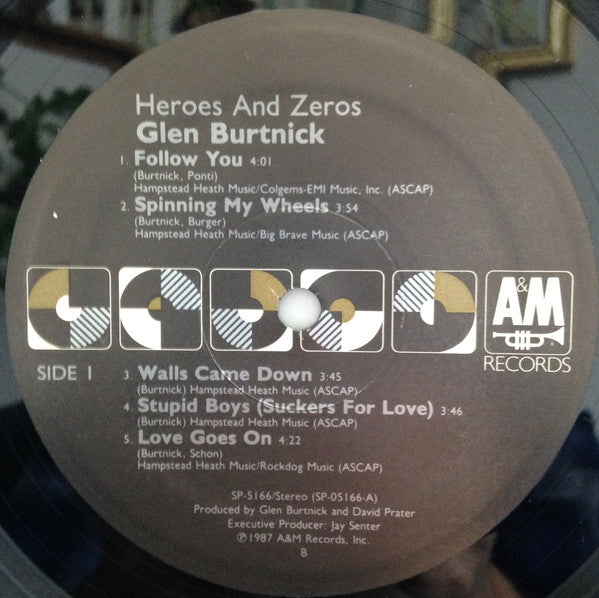 Heroes And Zeros
Glen Burtnick
1. Follow You 4:01
(Burtnick, Ponti)
Hampstead Heath Music/Colgems-EMI Music, Inc. (ASCAP)
2. Spinning My Wheels 3:54
(Burtnick, Burger)
Hampstead Heath Music/Big Brave Music (ASCAP)
A&M
RECORDS
SIDE 1
3. Walls Came Down 3:45
(Burtnick) Hampstead Heath Music (ASCAP)
4. Stupid Boys (Suckers For Love) 3:46
(Burtnick) Hampstead Heath Music (ASCAP)
5. Love Goes On 4:22
(Burtnick, Schon)
Hampstead Heath Music/Rockdog Music (ASCAP)
SP-5166/Stereo (SP-05166-A)
Produced by Glen Burtnick and David Prater
Executive Producer: Jay Senter
℗1987 A&M Records, Inc.
B